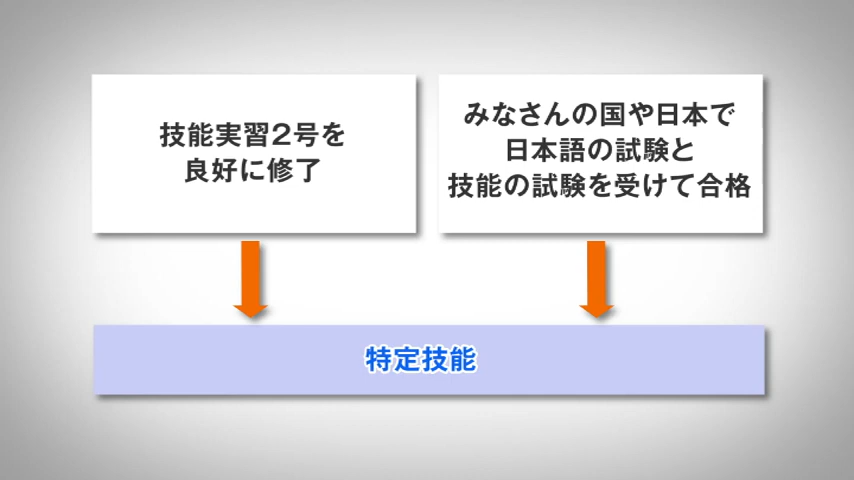 技能実習2号を
良好に修了
みなさんの国や日本で
日本語の試験と
技能の試験を受けて合格
特定技能